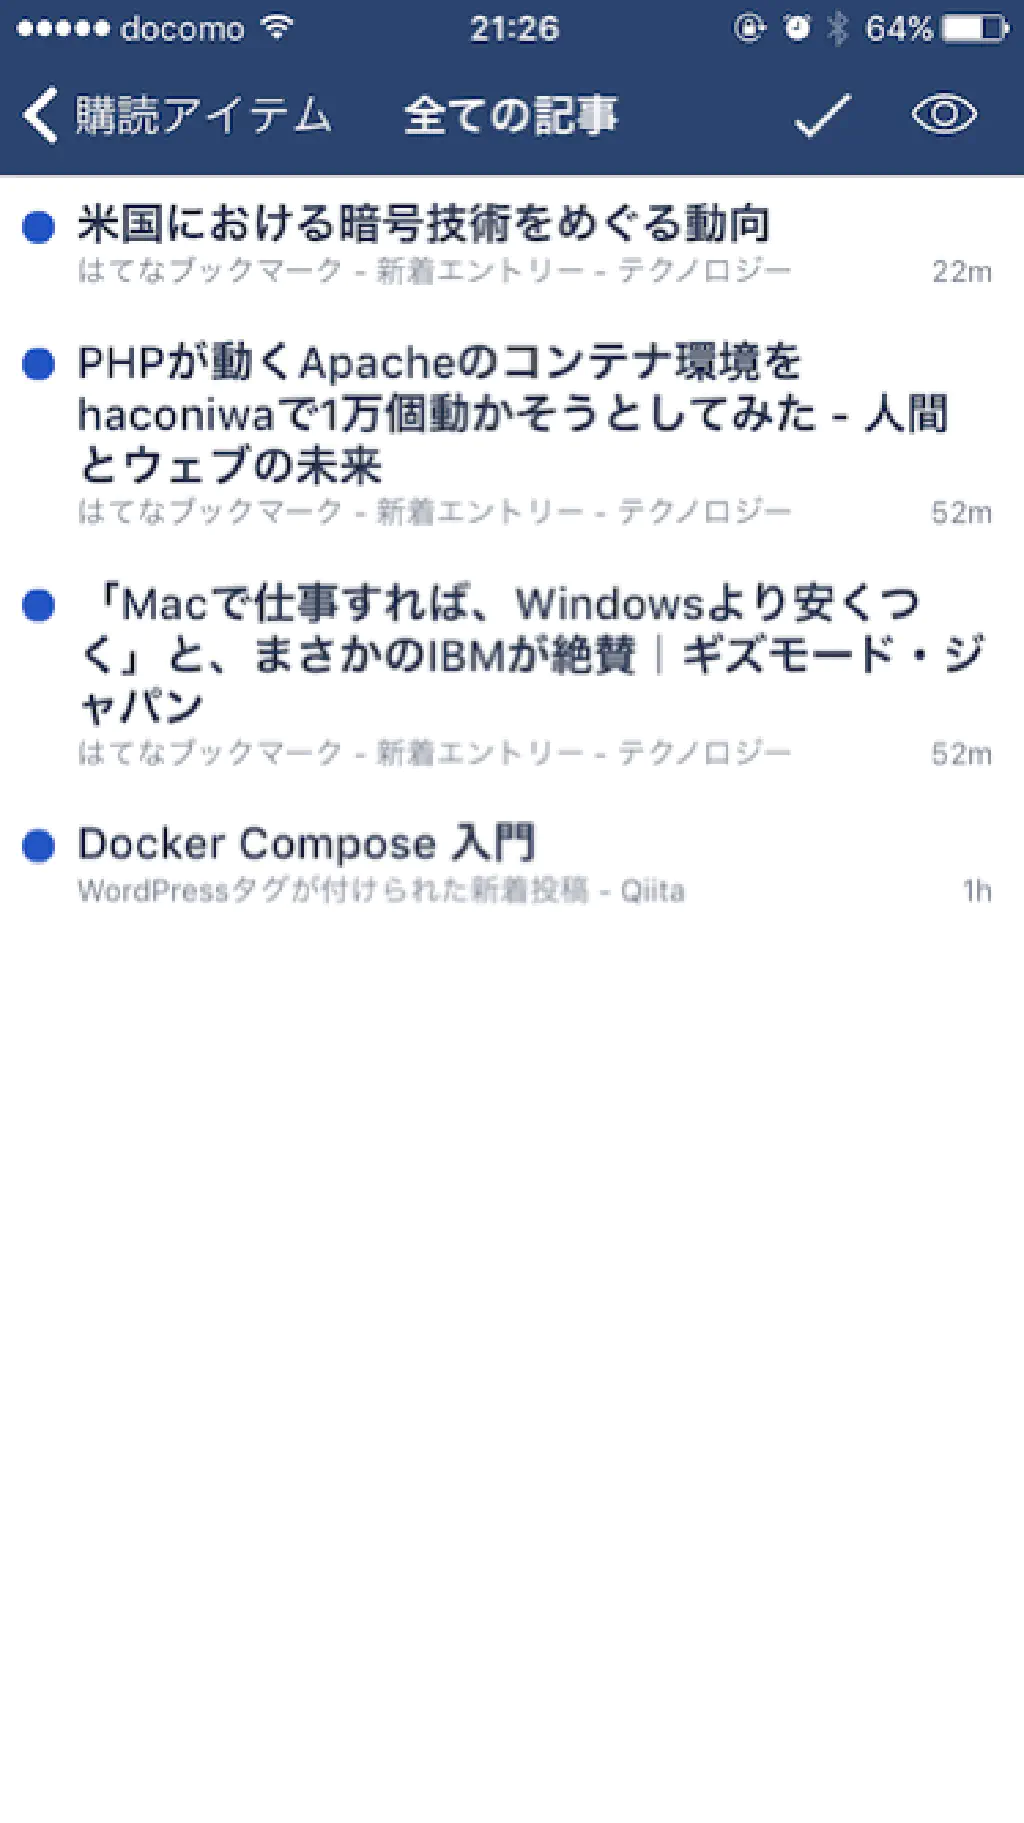 docomo 21:26 64%
購読アイテム 全ての記事
米国における暗号技術をめぐる動向
はてなブックマーク - 新着エントリー - テクノロジー 22m
PHPが動くApacheのコンテナ環境を
haconiwaで1万個動かそうとしてみた - 人間
とウェブの未来
はてなブックマーク - 新着エントリー - テクノロジー 52m
「Macで仕事すれば、Windowsより安くつ
く」と、まさかのIBMが絶賛｜ギズモード・ジ
ャパン
はてなブックマーク - 新着エントリー - テクノロジー 52m
Docker Compose 入門
WordPressタグが付けられた新着投稿 - Qiita 1h